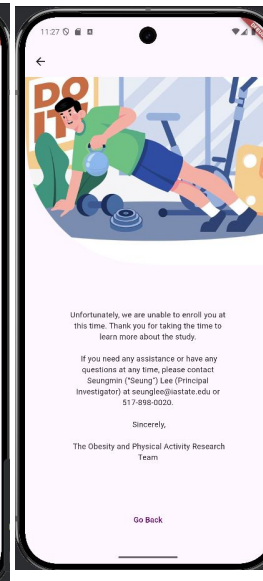 11:27
DO
IT!
Unfortunately, we are unable to enroll you at
this time. Thank you for taking the time to
learn more about the study.
If you need any assistance or have any
questions at any time, please contact
Seungmin ("Seung") Lee (Principal
Investigator) at seunglee@iastate.edu or
517-898-0020.
Sincerely,
The Obesity and Physical Activity Research
Team
Go Back